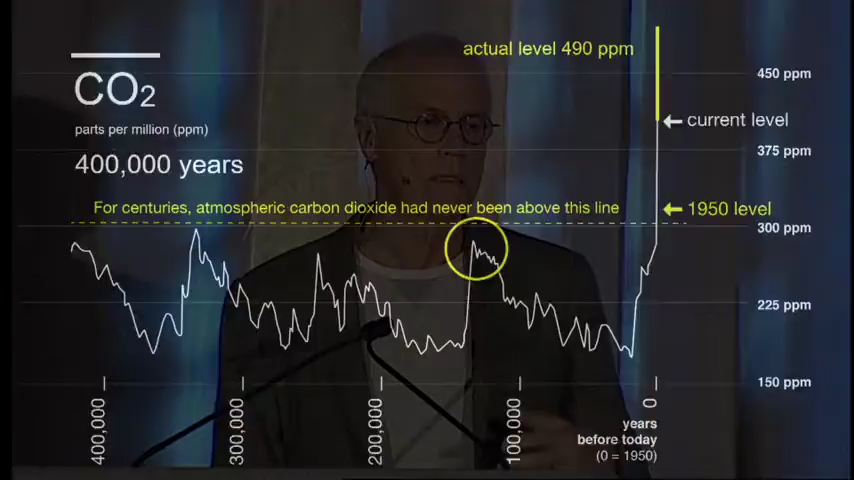 actual level 490 ppm
CO2
parts per million (ppm)
400,000 years
450 ppm
current level
375 ppm
For centuries, atmospheric carbon dioxide had never been above this line
1950 level
300 ppm
225 ppm
150 ppm
400,000
300,000
200,000
100,000
0
years
before today
(0 = 1950)